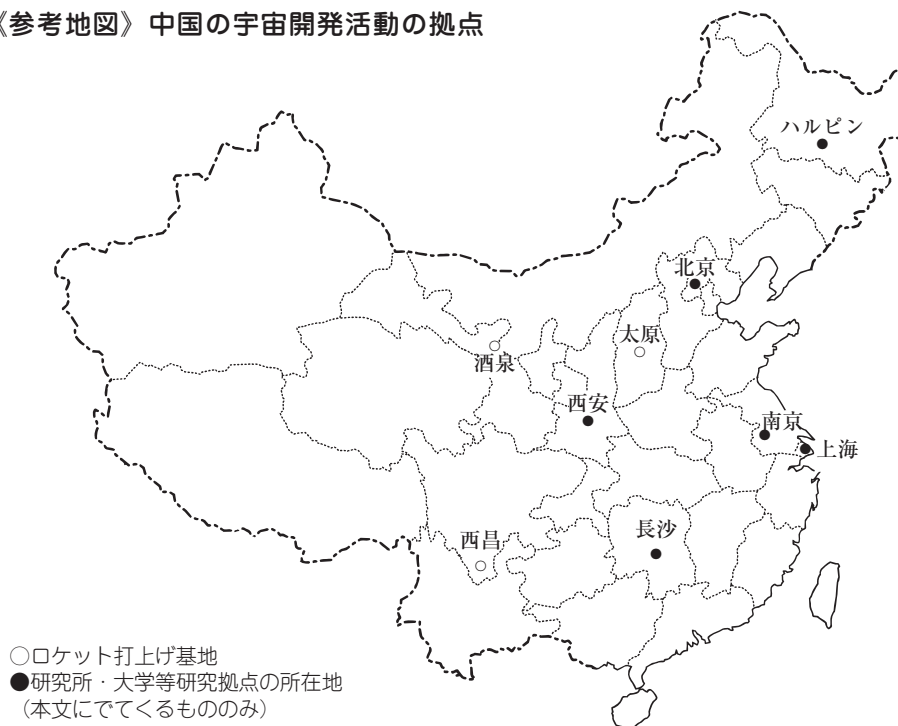 《参考地図》中国の宇宙開発活動の拠点
ハルピン
北京
太原
酒泉
西安
南京
上海
西昌
長沙
○ロケット打上げ基地
●研究所・大学等研究拠点の所在地
（本文にでてくるもののみ）